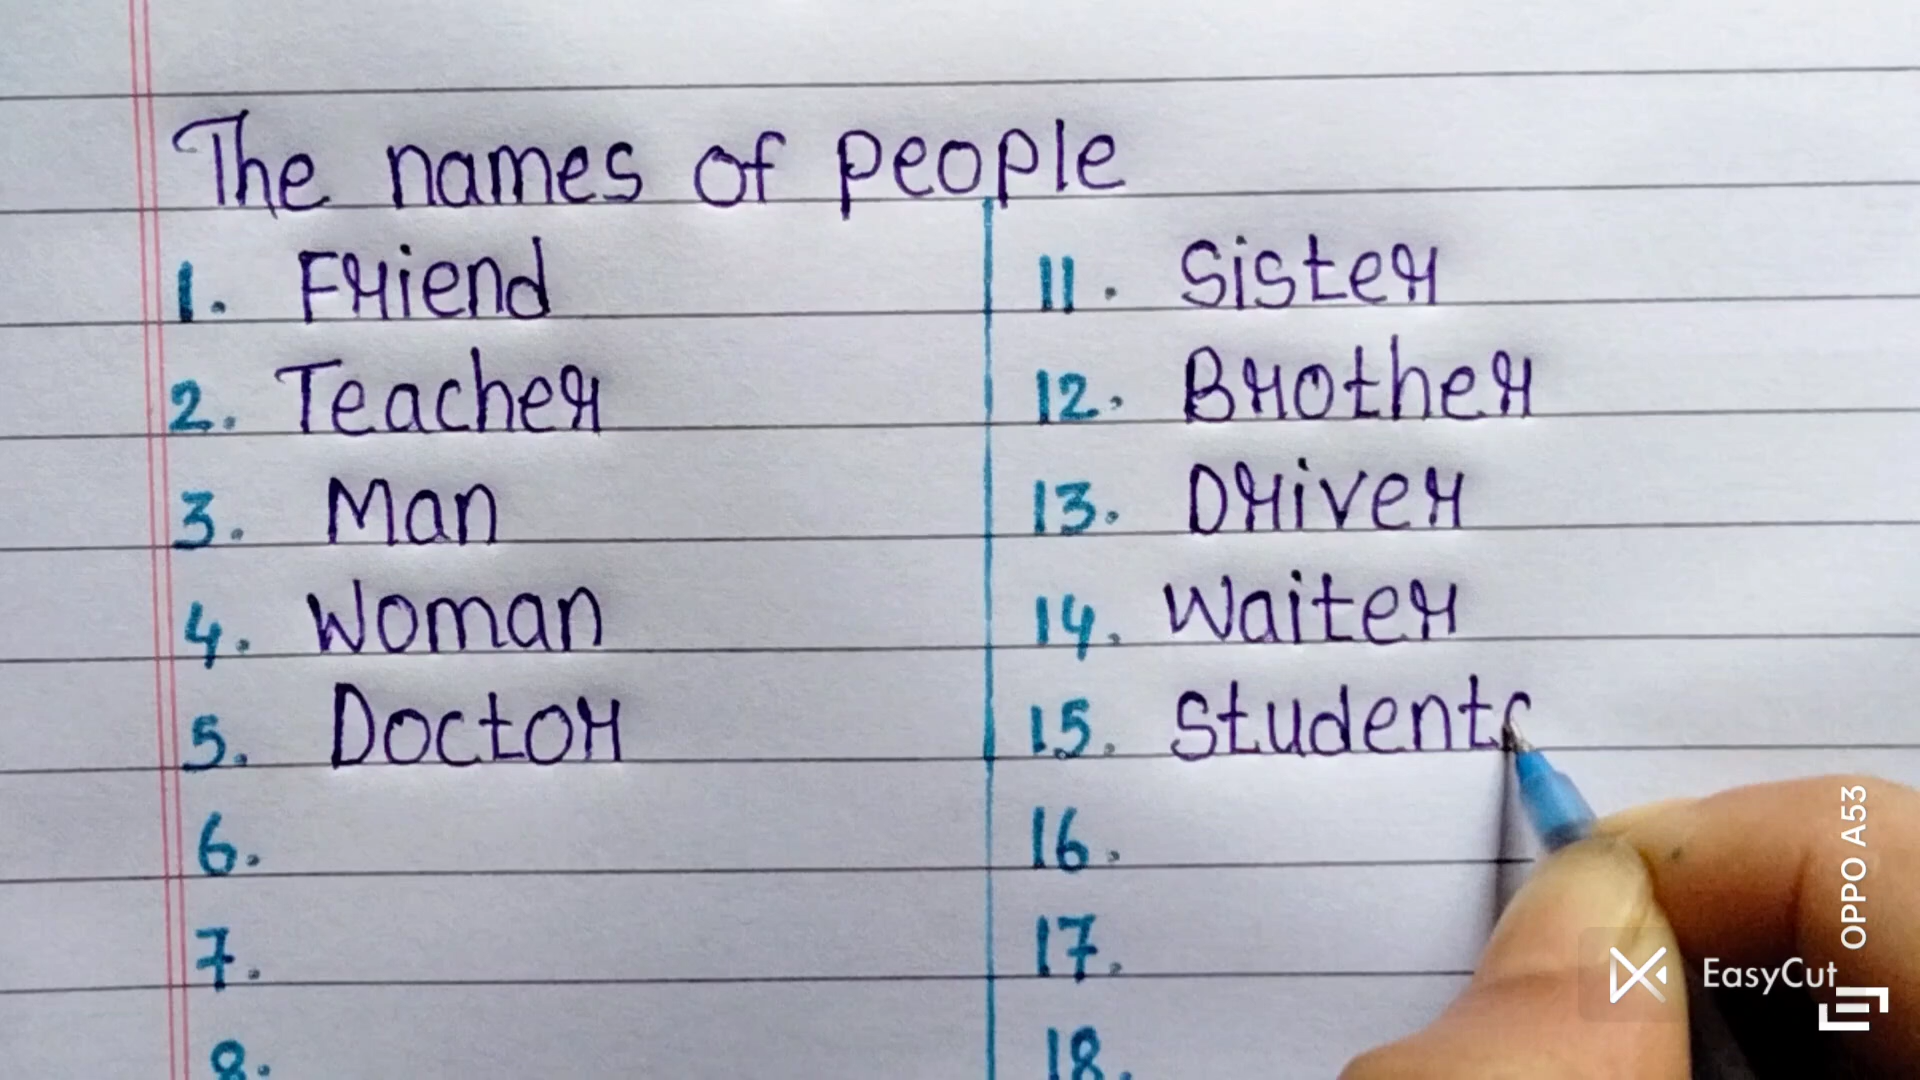 The names of people
1. Friend
2. Teacher
3. Man
4. Woman
5. Doctor
6.
7.
8.
11. Sister
12. Brother
13. Driver
14. Waiter
15. Students
16.
17.
18.
OPPO A53
EasyCut